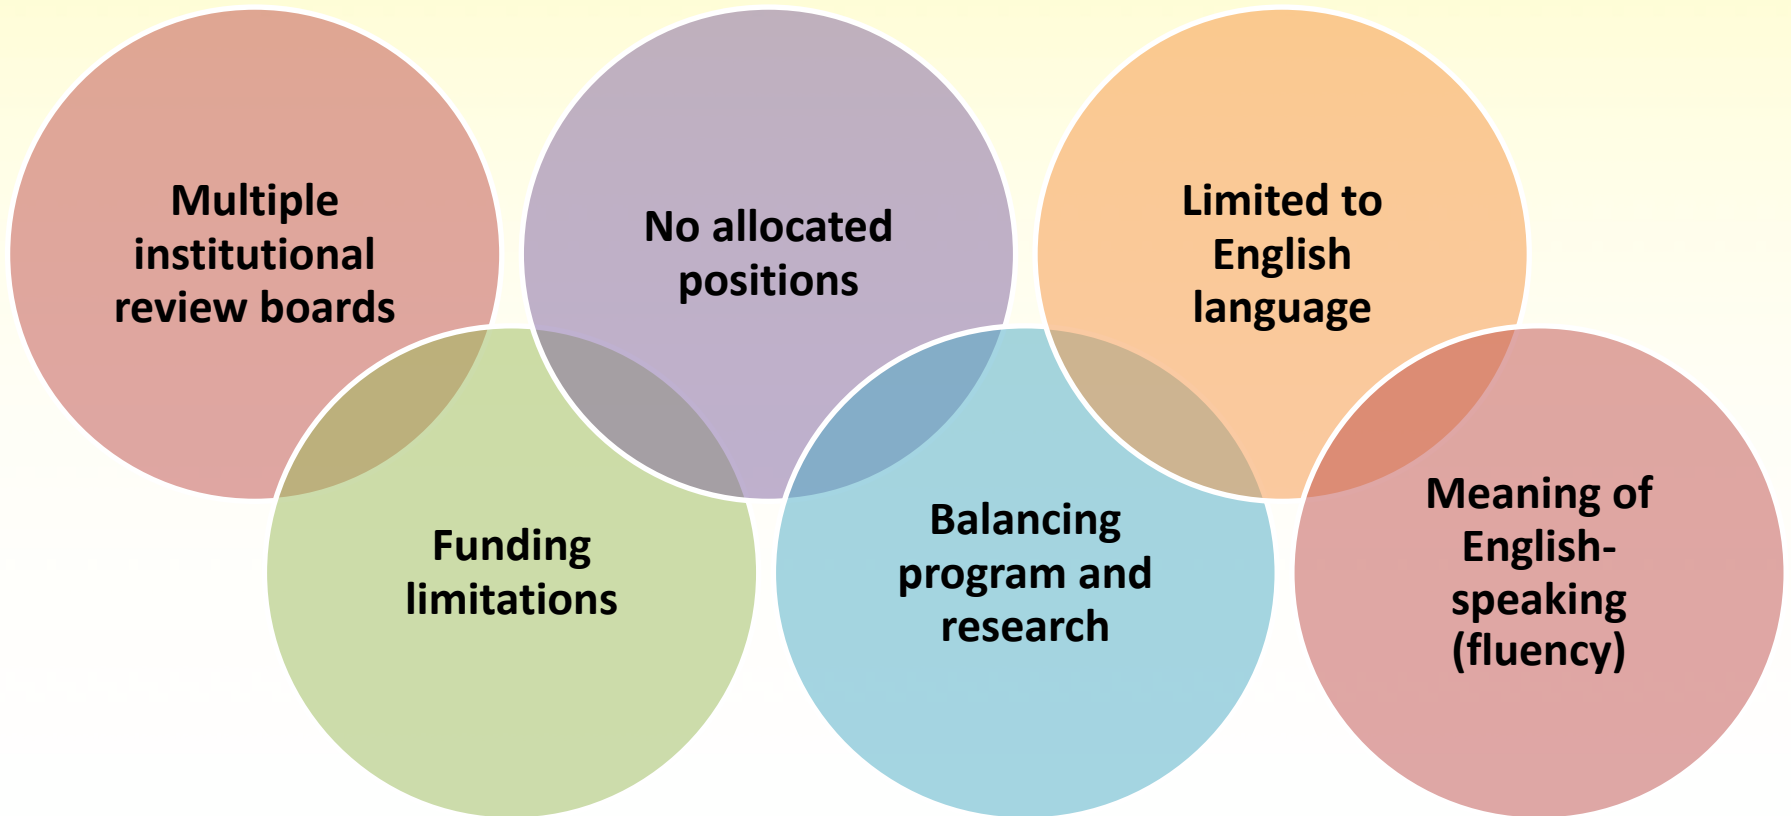 Multiple
institutional
review boards
No allocated
positions
Limited to
English
language
Funding
limitations
Balancing
program and
research
Meaning of
English-
speaking
(fluency)